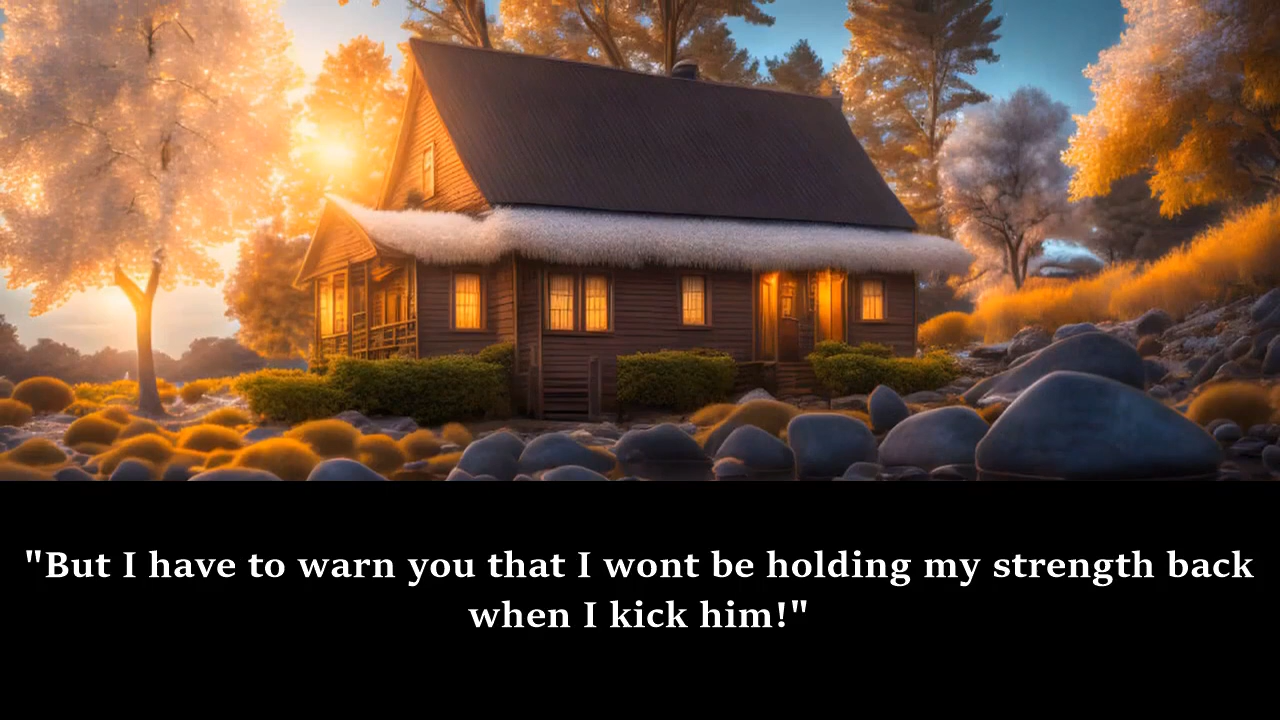 "But I have to warn you that I wont be holding my strength back
when I kick him!"